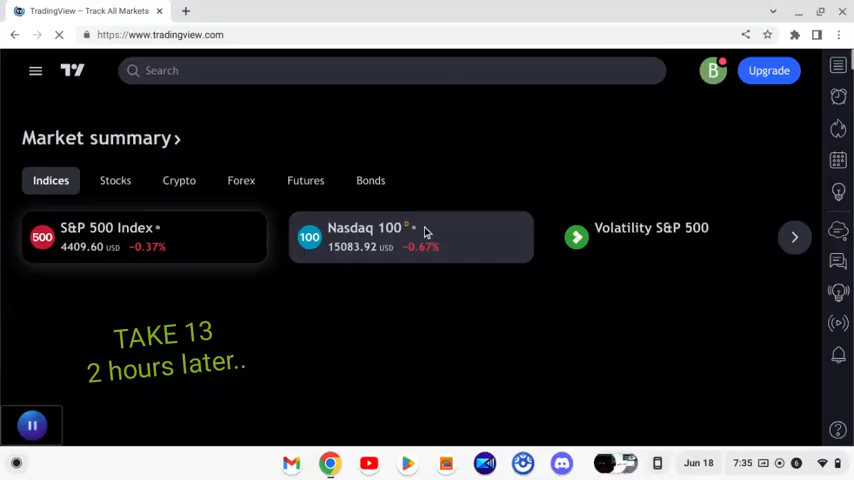 TradingView – Track All Markets
https://www.tradingview.com
Search
B
Upgrade
Market summary
Indices
Stocks
Crypto
Forex
Futures
Bonds
500
S&P 500 Index
4409.60 USD −0.37%
100
Nasdaq 100 D
15083.92 USD −0.67%
Volatility S&P 500
TAKE 13
2 hours later..
Jun 18
7:35
6